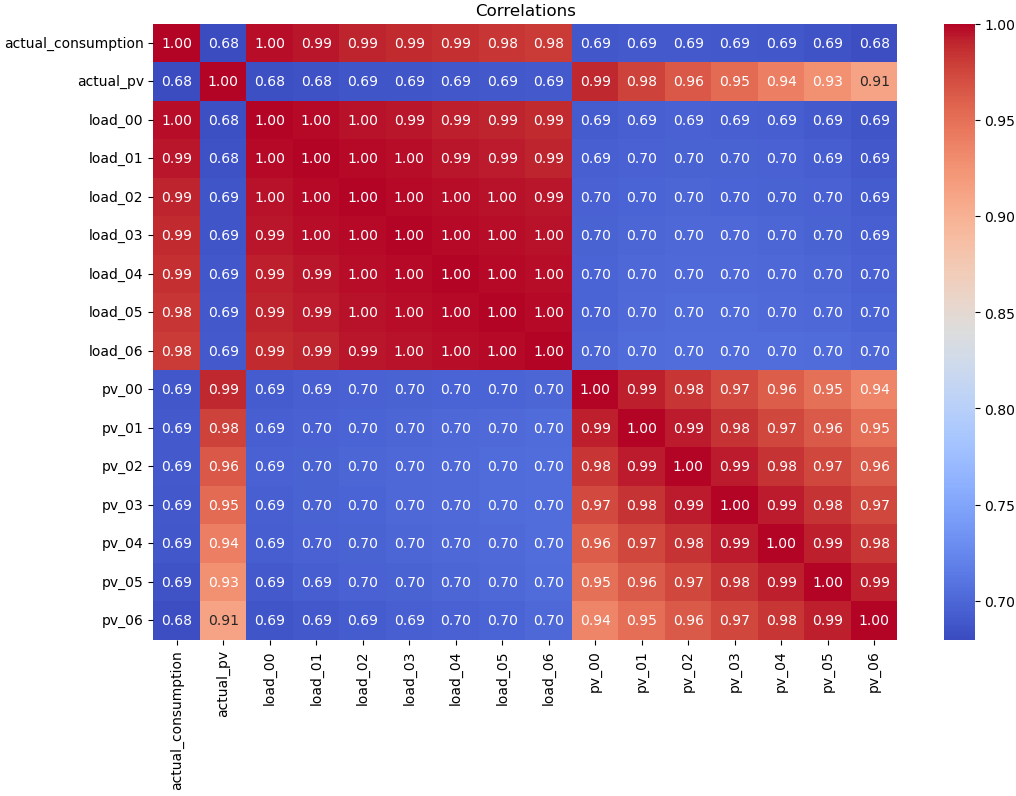 Correlations
actual_consumption 1.00 0.68 1.00 0.99 0.99 0.99 0.99 0.98 0.98 0.69 0.69 0.69 0.69 0.69 0.69 0.68
actual_pv 0.68 1.00 0.68 0.68 0.69 0.69 0.69 0.69 0.69 0.99 0.98 0.96 0.95 0.94 0.93 0.91
load_00 1.00 0.68 1.00 1.00 1.00 0.99 0.99 0.99 0.99 0.69 0.69 0.69 0.69 0.69 0.69 0.69
load_01 0.99 0.68 1.00 1.00 1.00 1.00 0.99 0.99 0.99 0.69 0.70 0.70 0.70 0.70 0.69 0.69
load_02 0.99 0.69 1.00 1.00 1.00 1.00 1.00 1.00 0.99 0.70 0.70 0.70 0.70 0.70 0.70 0.69
load_03 0.99 0.69 0.99 1.00 1.00 1.00 1.00 1.00 1.00 0.70 0.70 0.70 0.70 0.70 0.70 0.69
load_04 0.99 0.69 0.99 0.99 1.00 1.00 1.00 1.00 1.00 0.70 0.70 0.70 0.70 0.70 0.70 0.70
load_05 0.98 0.69 0.99 0.99 1.00 1.00 1.00 1.00 1.00 0.70 0.70 0.70 0.70 0.70 0.70 0.70
load_06 0.98 0.69 0.99 0.99 0.99 1.00 1.00 1.00 1.00 0.70 0.70 0.70 0.70 0.70 0.70 0.70
pv_00 0.69 0.99 0.69 0.69 0.70 0.70 0.70 0.70 0.70 1.00 0.99 0.98 0.97 0.96 0.95 0.94
pv_01 0.69 0.98 0.69 0.70 0.70 0.70 0.70 0.70 0.70 0.99 1.00 0.99 0.98 0.97 0.96 0.95
pv_02 0.69 0.96 0.69 0.70 0.70 0.70 0.70 0.70 0.70 0.98 0.99 1.00 0.99 0.98 0.97 0.96
pv_03 0.69 0.95 0.69 0.70 0.70 0.70 0.70 0.70 0.70 0.97 0.98 0.99 1.00 0.99 0.98 0.97
pv_04 0.69 0.94 0.69 0.70 0.70 0.70 0.70 0.70 0.70 0.96 0.97 0.98 0.99 1.00 0.99 0.98
pv_05 0.69 0.93 0.69 0.69 0.70 0.70 0.70 0.70 0.70 0.95 0.96 0.97 0.98 0.99 1.00 0.99
pv_06 0.68 0.91 0.69 0.69 0.69 0.69 0.70 0.70 0.70 0.94 0.95 0.96 0.97 0.98 0.99 1.00
actual_consumption actual_pv load_00 load_01 load_02 load_03 load_04 load_05 load_06 pv_00 pv_01 pv_02 pv_03 pv_04 pv_05 pv_06
1.00
0.95
0.90
0.85
0.80
0.75
0.70